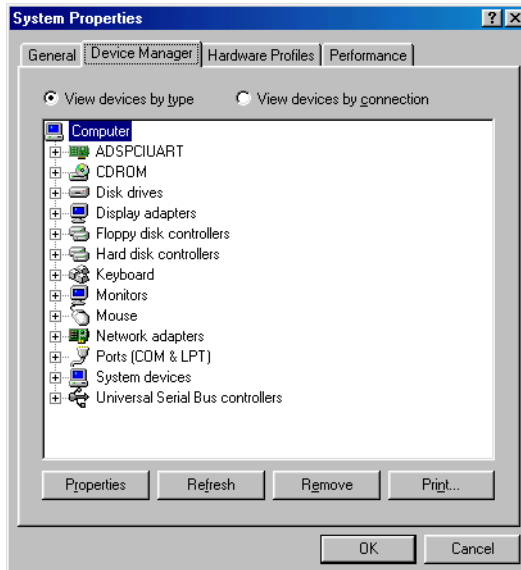 System Properties
General Device Manager Hardware Profiles Performance
View devices by type View devices by connection
Computer
ADSPCIUART
CDROM
Disk drives
Display adapters
Floppy disk controllers
Hard disk controllers
Keyboard
Monitors
Mouse
Network adapters
Ports (COM & LPT)
System devices
Universal Serial Bus controllers
Properties Refresh Remove Print...
OK Cancel